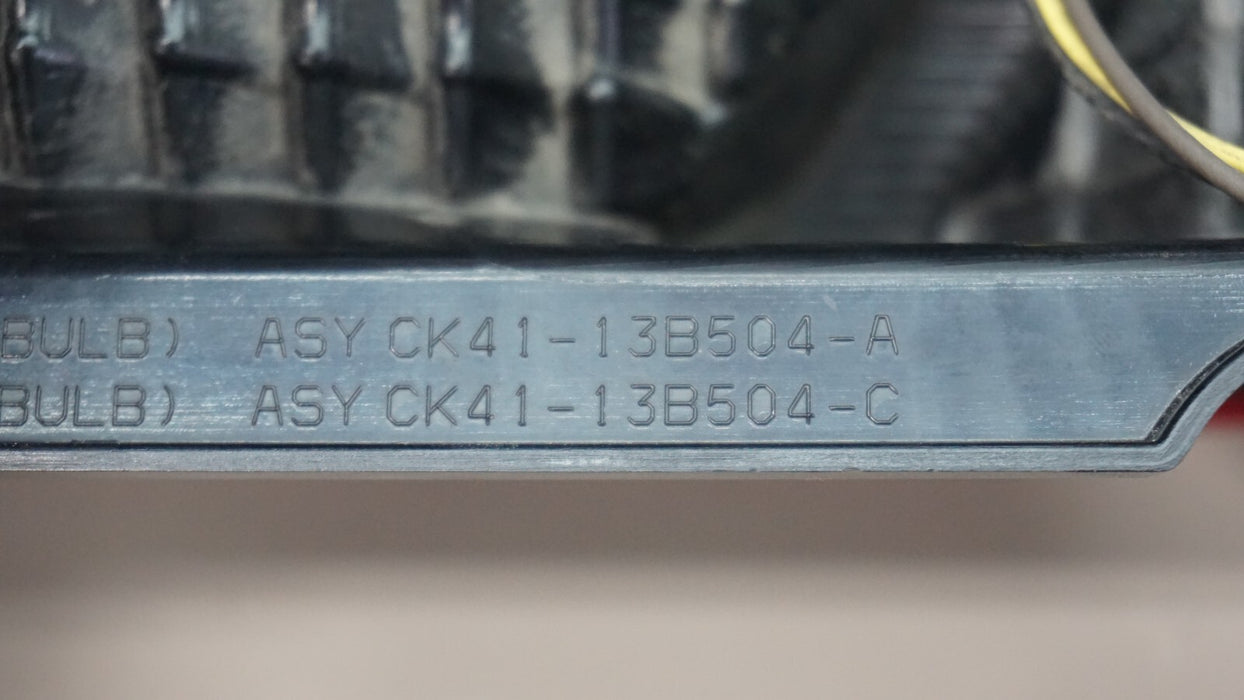 BULB) ASY CK41-13B504-A
BULB) ASY CK41-13B504-C